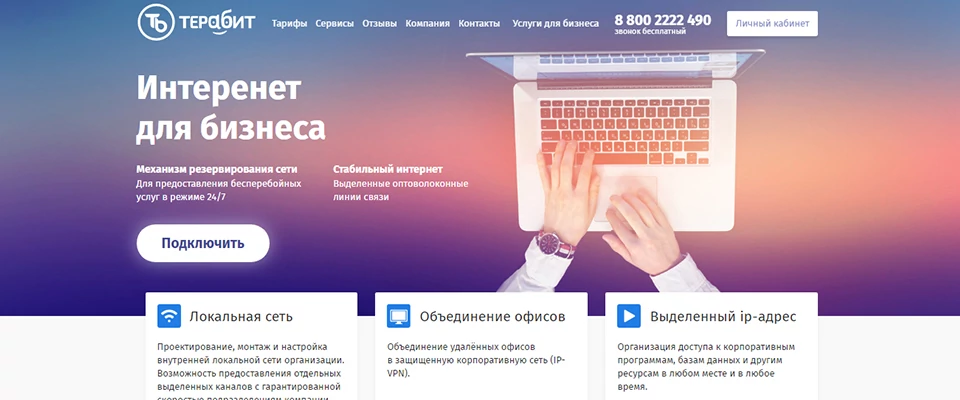 ТЕРАБИТ
Тарифы Сервисы Отзывы Компания Контакты Услуги для бизнеса
8 800 2222 490
звонок бесплатный
Личный кабинет
Интеренет
для бизнеса
Механизм резервирования сети
Для предоставления бесперебойных
услуг в режиме 24/7
Стабильный интернет
Выделенные оптоволоконные
линии связи
Подключить
Локальная сеть
Проектирование, монтаж и настройка
внутренней локальной сети организации.
Возможность предоставления отдельных
выделенных каналов с гарантированной
скоростью подразделениям компании
Объединение офисов
Объединение удалённых офисов
в защищенную корпоративную сеть (IP-
VPN).
Выделенный ip-адрес
Организация доступа к корпоративным
программам, базам данных и другим
ресурсам в любом месте и в любое
время.